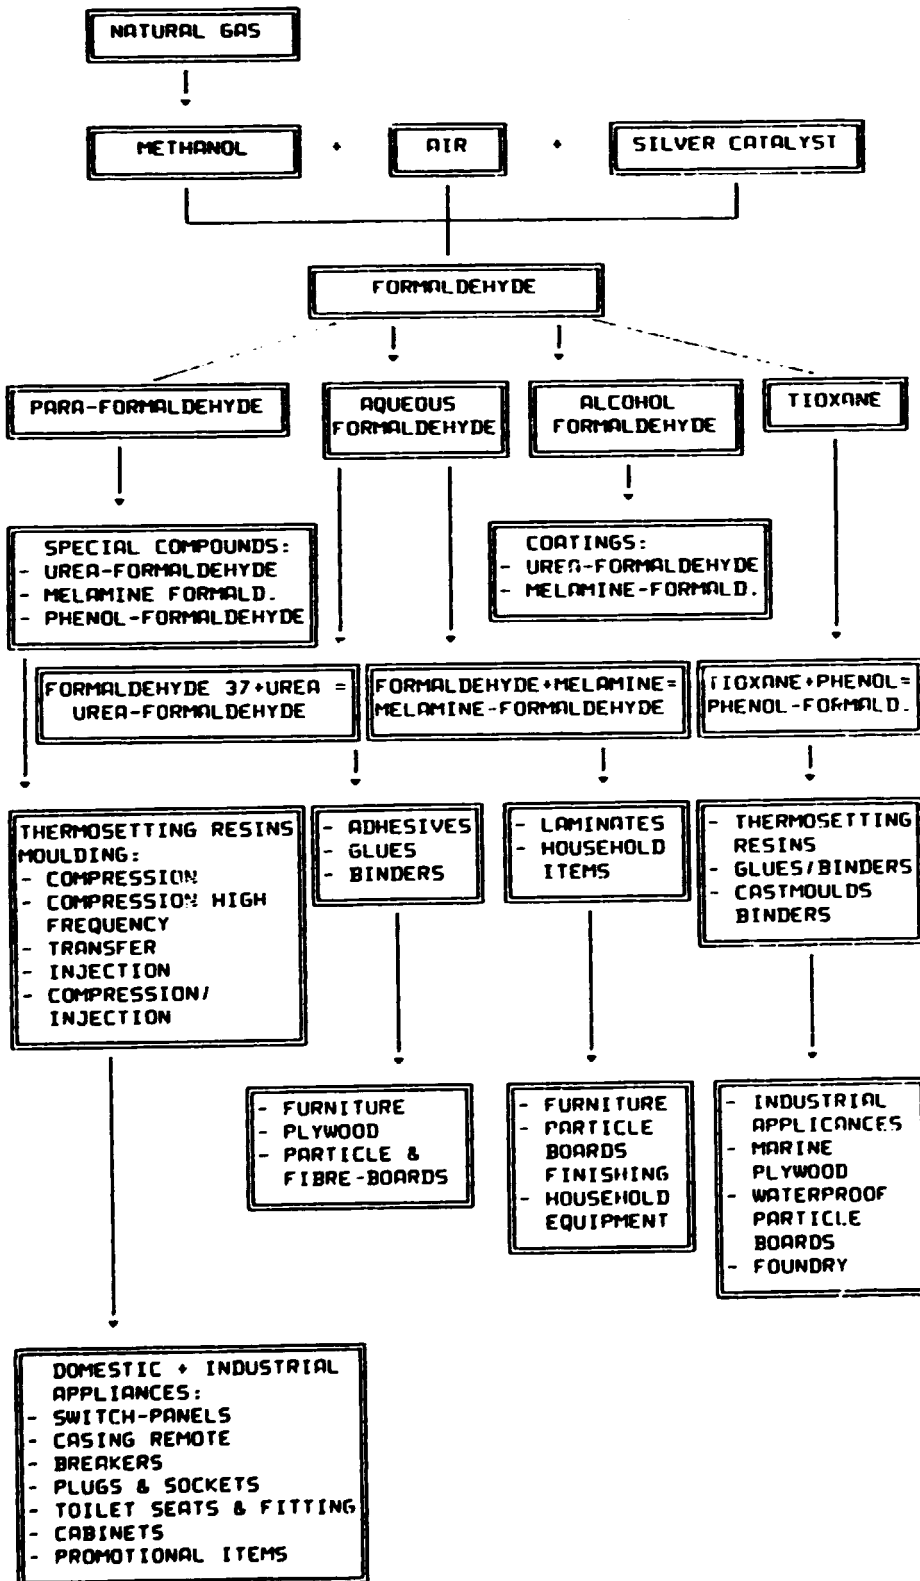 NATURAL GAS
METHANOL + AIR + SILVER CATALYST
FORMALDEHYDE
PARA-FORMALDEHYDE
AQUEOUS
FORMALDEHYDE
ALCOHOL
FORMALDEHYDE
TIOXANE
SPECIAL COMPOUNDS:
- UREA-FORMALDEHYDE
- MELAMINE FORMALD.
- PHENOL-FORMALDEHYDE
COATINGS:
- UREA-FORMALDEHYDE
- MELAMINE-FORMALD.
FORMALDEHYDE 37+UREA =
UREA-FORMALDEHYDE
FORMALDEHYDE+MELAMINE=
MELAMINE-FORMALDEHYDE
TIOXANE+PHENOL=
PHENOL-FORMALD.
THERMOSETTING RESINS
MOULDING:
- COMPRESSION
- COMPRESSION HIGH
FREQUENCY
- TRANSFER
- INJECTION
- COMPRESSION/
INJECTION
- ADHESIVES
- GLUES
- BINDERS
- LAMINATES
- HOUSEHOLD
ITEMS
- THERMOSETTING
RESINS
- GLUES/BINDERS
- CASTMOULDS
BINDERS
- FURNITURE
- PLYWOOD
- PARTICLE &
FIBRE-BOARDS
- FURNITURE
- PARTICLE
BOARDS
FINISHING
- HOUSEHOLD
EQUIPMENT
- INDUSTRIAL
APPLICANCES
- MARINE
PLYWOOD
- WATERPROOF
PARTICLE
BOARDS
- FOUNDRY
DOMESTIC + INDUSTRIAL
APPLIANCES:
- SWITCH-PANELS
- CASING REMOTE
- BREAKERS
- PLUGS & SOCKETS
- TOILET SEATS & FITTING
- CABINETS
- PROMOTIONAL ITEMS